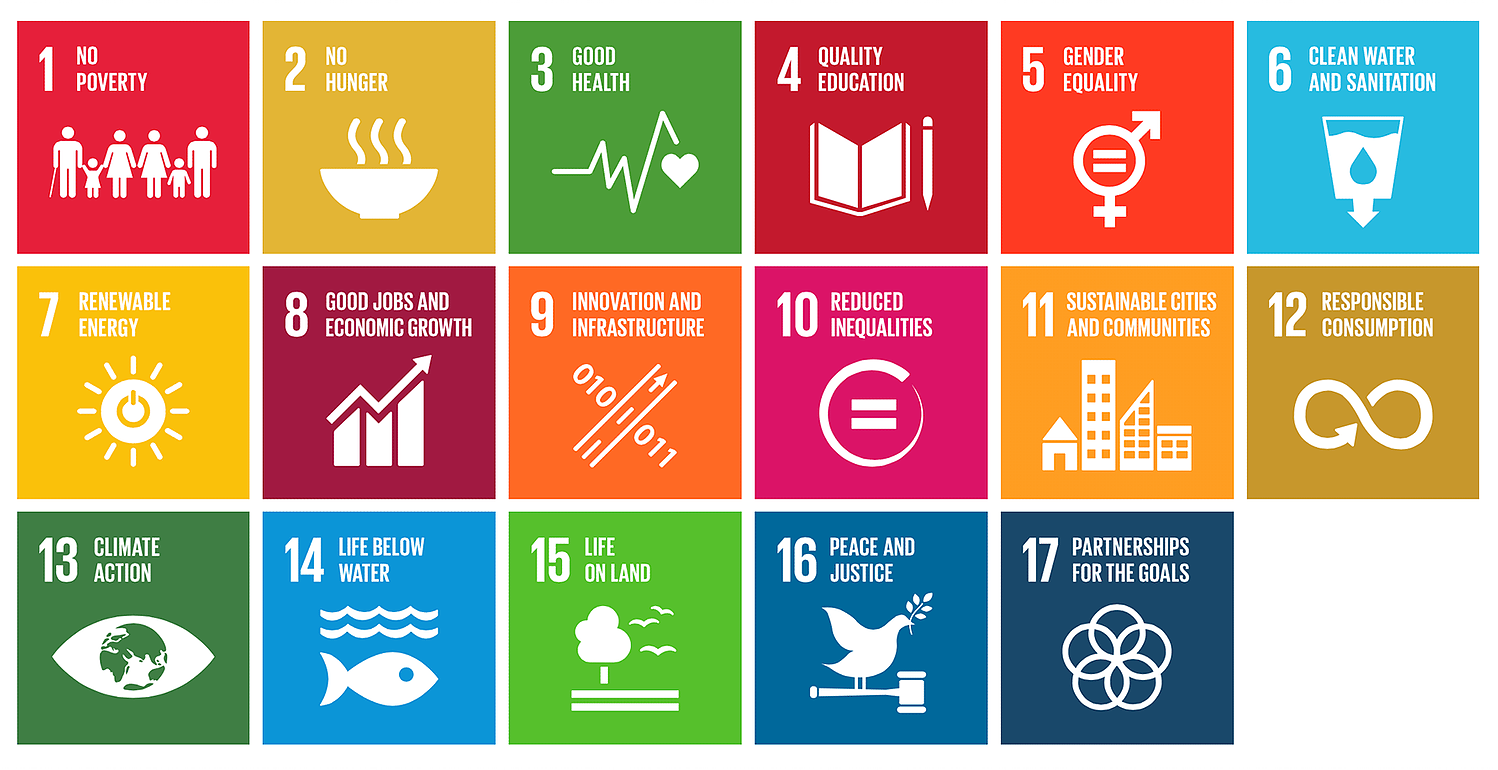 1 NO
POVERTY
2 NO
HUNGER
3 GOOD
HEALTH
4 QUALITY
EDUCATION
5 GENDER
EQUALITY
6 CLEAN WATER
AND SANITATION
7 RENEWABLE
ENERGY
8 GOOD JOBS AND
ECONOMIC GROWTH
9 INNOVATION AND
INFRASTRUCTURE
010
011
10 REDUCED
INEQUALITIES
11 SUSTAINABLE CITIES
AND COMMUNITIES
12 RESPONSIBLE
CONSUMPTION
13 CLIMATE
ACTION
14 LIFE BELOW
WATER
15 LIFE
ON LAND
16 PEACE AND
JUSTICE
17 PARTNERSHIPS
FOR THE GOALS